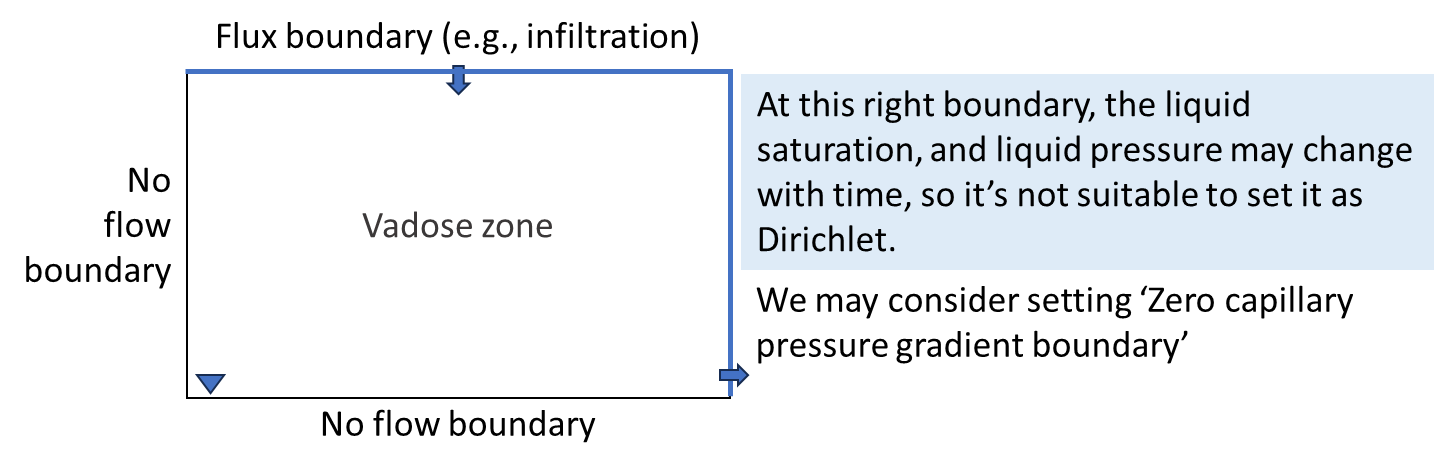 Flux boundary (e.g., infiltration)
No
flow
boundary
Vadose zone
No flow boundary
At this right boundary, the liquid
saturation, and liquid pressure may change
with time, so it’s not suitable to set it as
Dirichlet.
We may consider setting ‘Zero capillary
pressure gradient boundary’